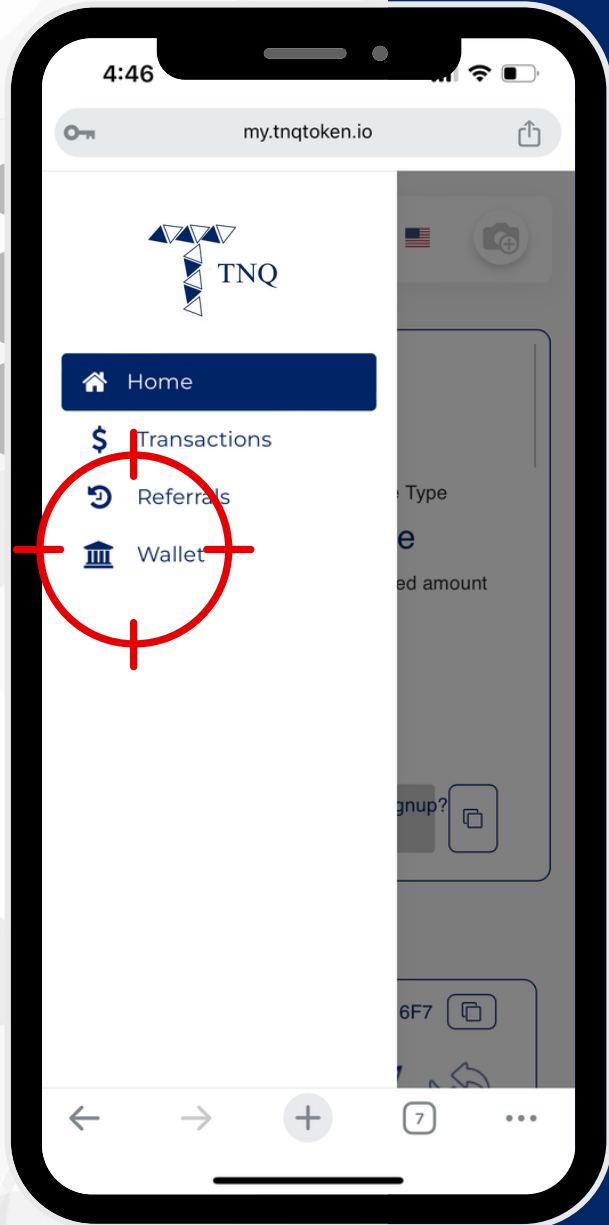 4:46
my.tnqtoken.io
TNQ
Home
Transactions
Referrals
Wallet
Type
e
ed amount
gnup?
6F7
7